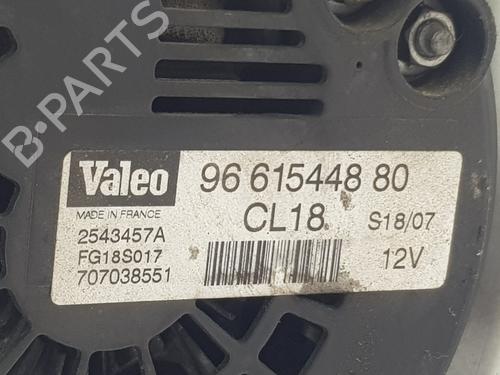 B-PARTS
Valeo 96 615448 80
MADE IN FRANCE CL18 S18/07
2543457A
FG18S017 12V
707038551